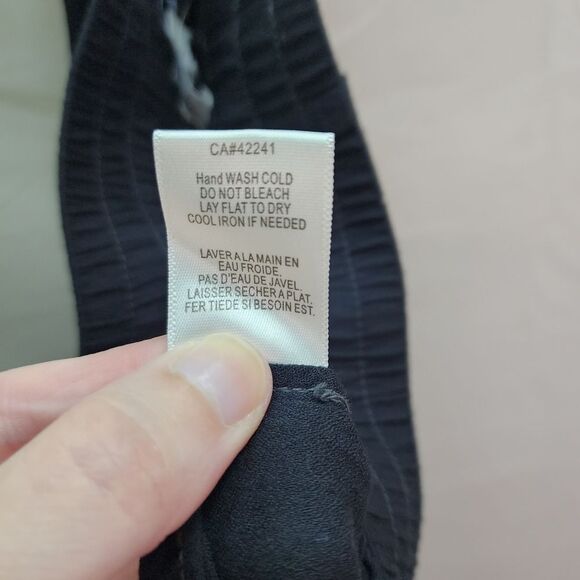 CA#42241
Hand WASH COLD
DO NOT BLEACH
LAY FLAT TO DRY
COOL IRON IF NEEDED
LAVER A LA MAIN EN
EAU FROIDE.
PAS D'EAU DE JAVEL.
LAISSER SECHER A PLAT.
FER TIEDE SI BESOIN EST.